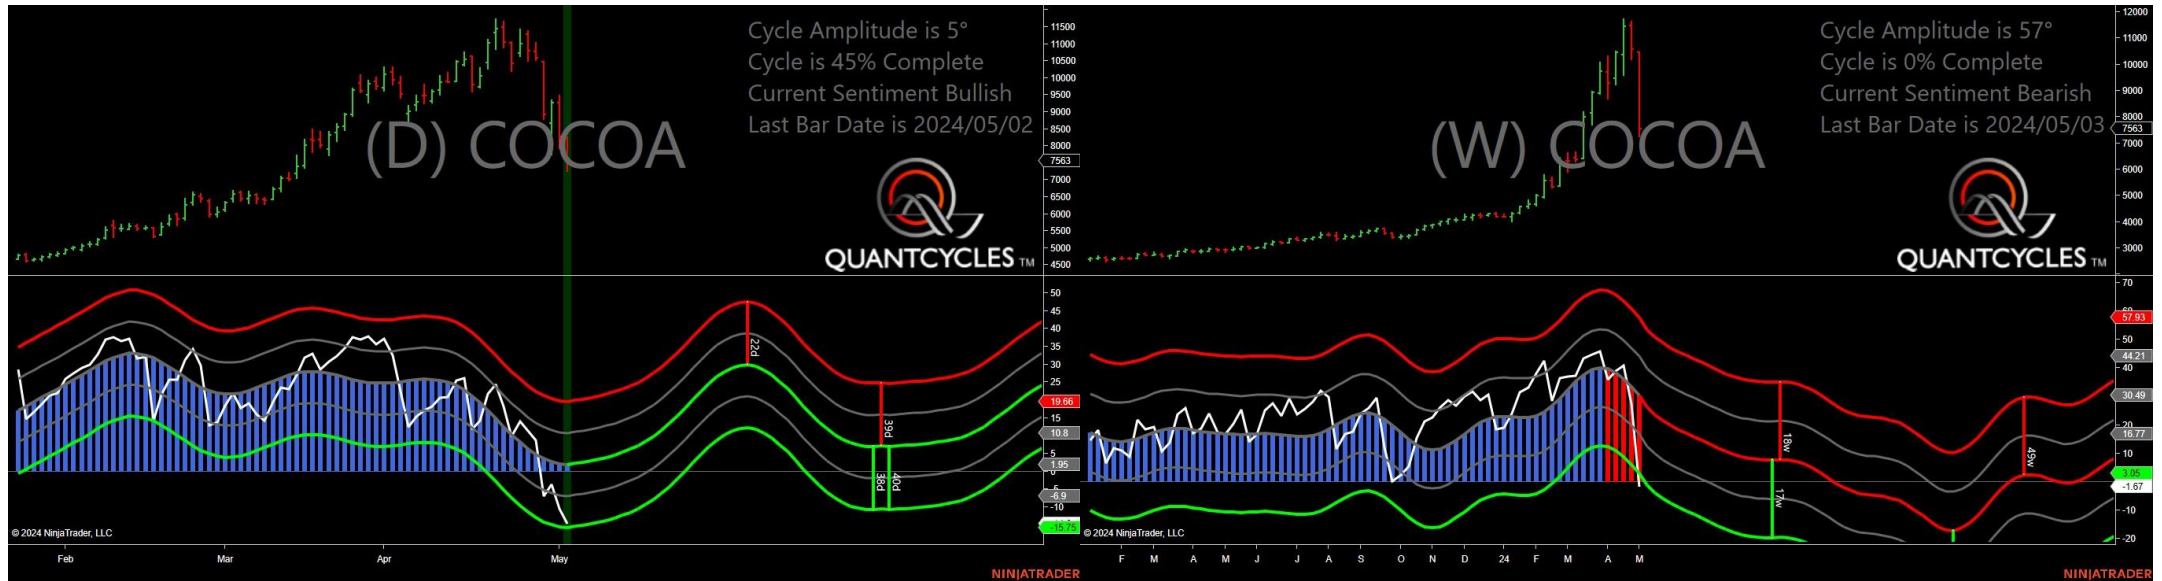 Cycle Amplitude is 5°
Cycle is 45% Complete
Current Sentiment Bullish
Last Bar Date is 2024/05/02
(D) COCOA
QUANTCYCLES TM
11500
11000
10500
10000
9500
9000
8500
8000
7563
7000
6500
6000
5500
5000
4500
50
45
40
35
30
25
19.66
15
10.8
5
1.95
-6.9
-10
-15.75
22d
39d
38d
40d
© 2024 NinjaTrader, LLC
Feb Mar Apr May
NINJATRADER
Cycle Amplitude is 57°
Cycle is 0% Complete
Current Sentiment Bearish
Last Bar Date is 2024/05/03
(W) COCOA
QUANTCYCLES TM
12000
11000
10000
9000
8000
7563
7000
6000
5000
4000
3000
70
57.93
50
44.21
40
30.49
20
16.77
10
3.05
-1.67
-10
-20
18w
17w
49w
© 2024 NinjaTrader, LLC
F M A M J J A S O N D 24 F M A M
NINJATRADER